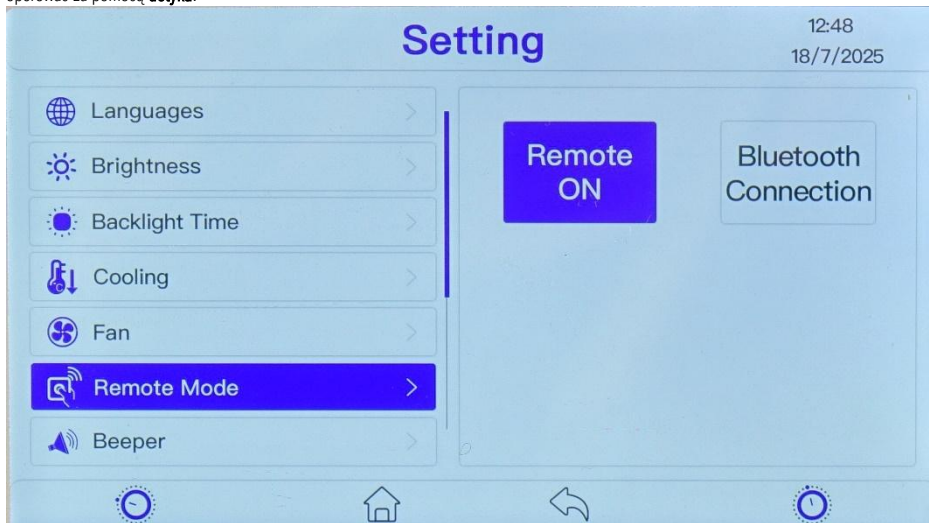 Setting
12:48
18/7/2025
Languages
Brightness
Backlight Time
Cooling
Fan
Remote Mode
Beeper
Remote
ON
Bluetooth
Connection